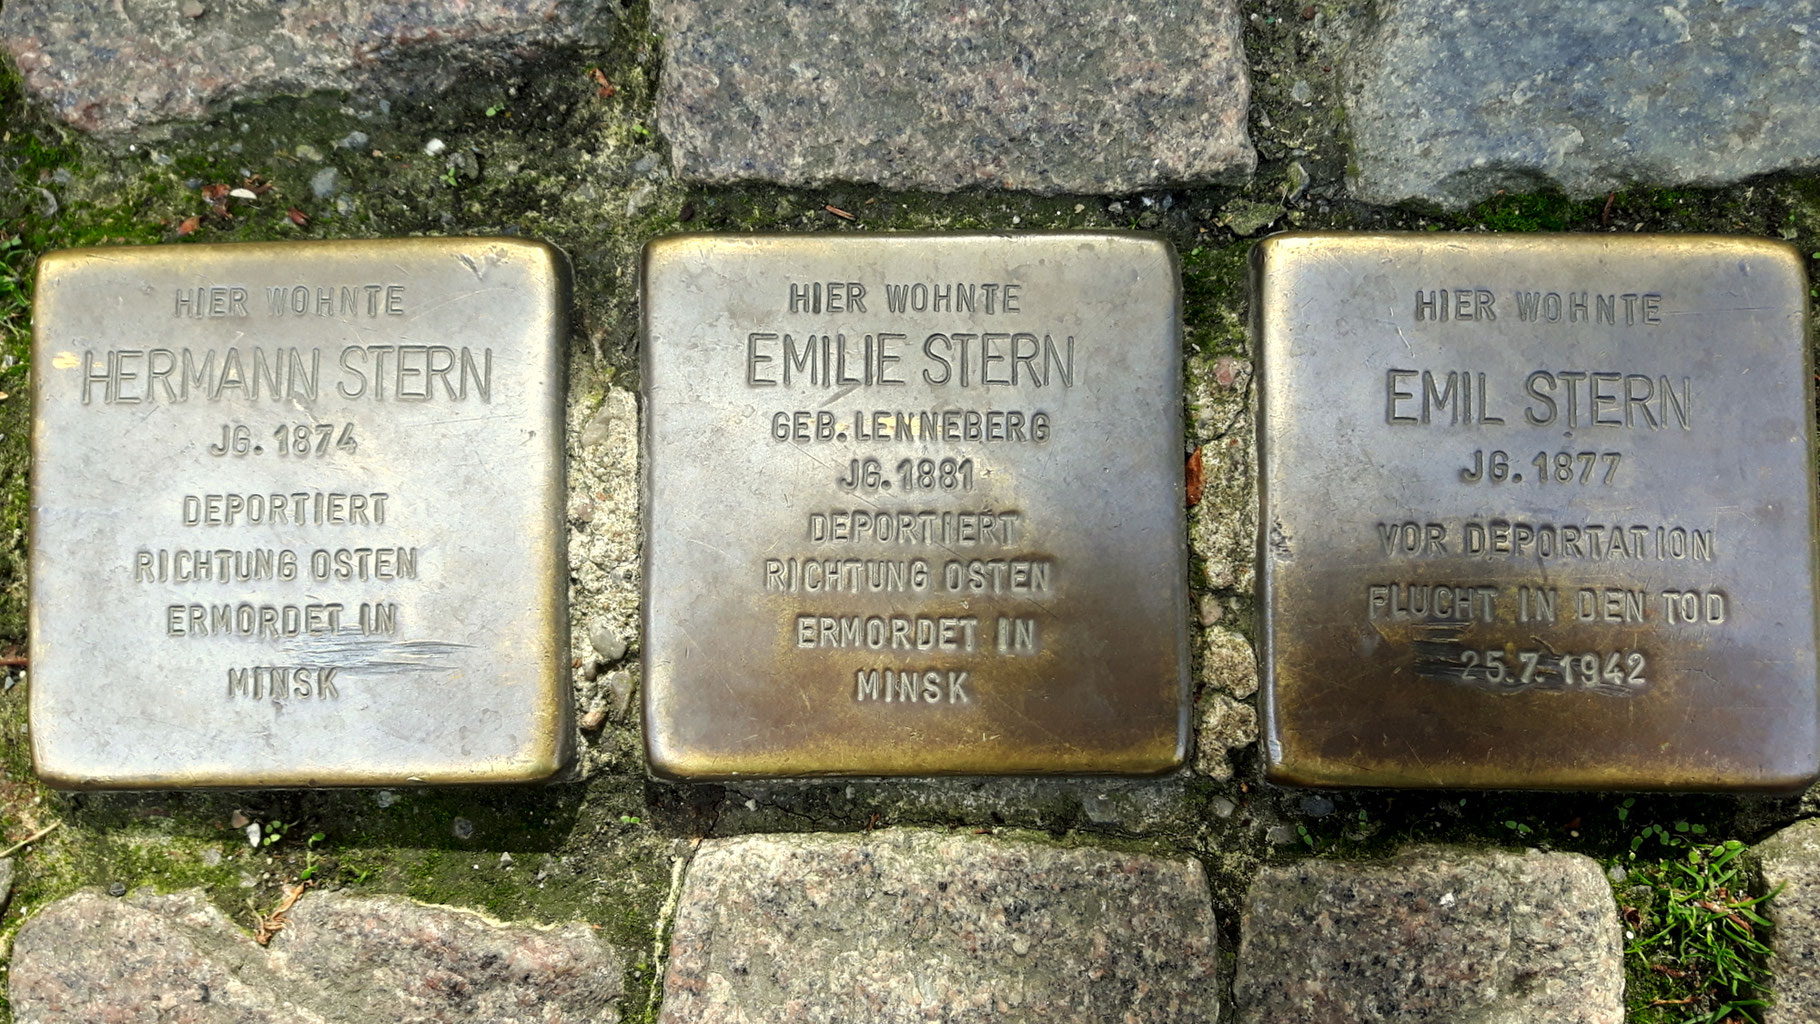 HIER WOHNTE
HERMANN STERN
JG. 1874
DEPORTIERT
RICHTUNG OSTEN
ERMORDET IN
MINSK
HIER WOHNTE
EMILIE STERN
GEB. LENNEBERG
JG. 1881
DEPORTIERT
RICHTUNG OSTEN
ERMORDET IN
MINSK
HIER WOHNTE
EMIL STERN
JG. 1877
VOR DEPORTATION
FLUCHT IN DEN TOD
25.7.1942